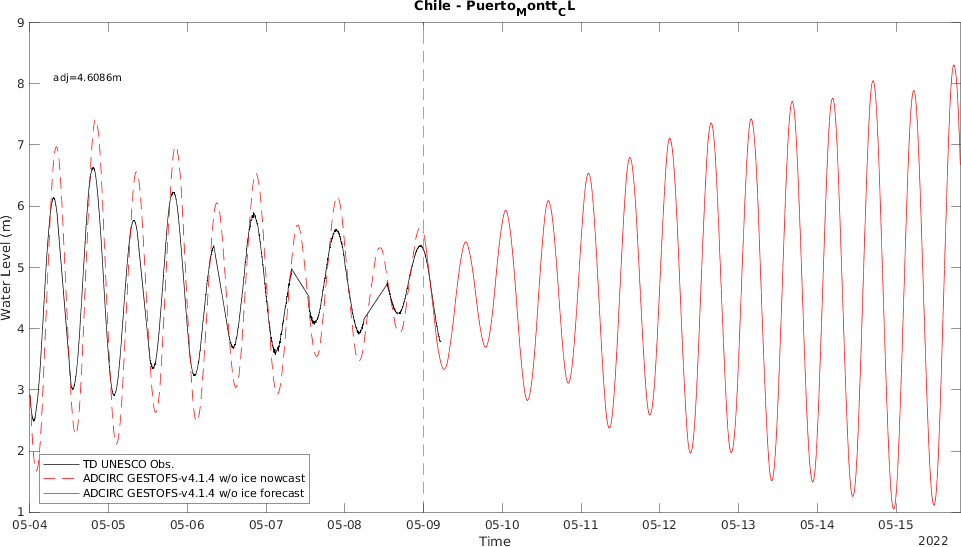 Chile - Puerto_Montt_CL
9
adj=4.6086m
8
7
6
5
4
3
2
1
Water Level (m)
TD UNESCO Obs.
ADCIRC GESTOFS-v4.1.4 w/o ice nowcast
ADCIRC GESTOFS-v4.1.4 w/o ice forecast
05-04 05-05 05-06 05-07 05-08 05-09 05-10 05-11 05-12 05-13 05-14 05-15
Time
2022